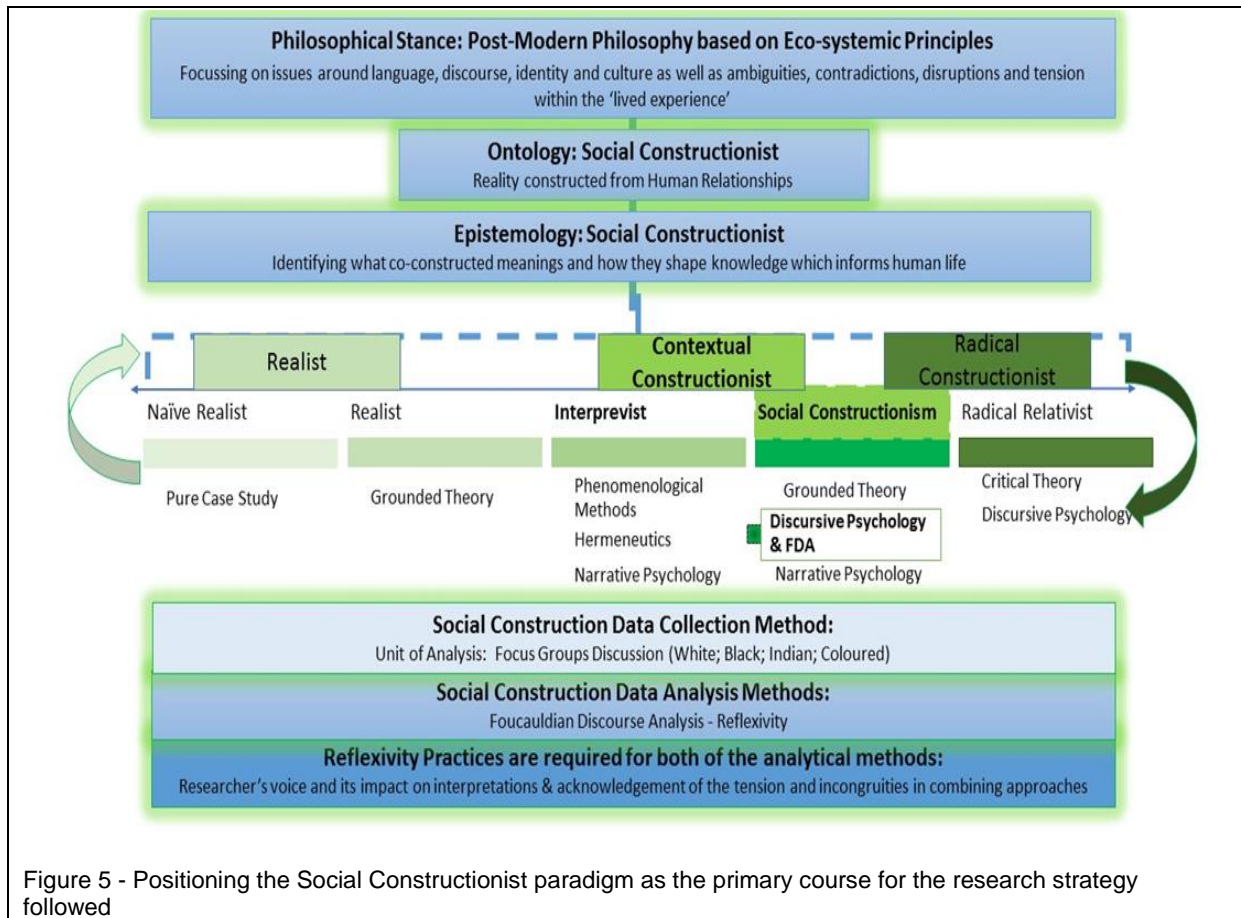 Philosophical Stance: Post-Modern Philosophy based on Eco-systemic Principles
Focussing on issues around language, discourse, identity and culture as well as ambiguities, contradictions, disruptions and tension
within the ‘lived experience’
Ontology: Social Constructionist
Reality constructed from Human Relationships
Epistemology: Social Constructionist
Identifying what co-constructed meanings and how they shape knowledge which informs human life
Realist
Contextual
Constructionist
Radical
Constructionist
Naïve Realist
Realist
Interprevist
Social Constructionism
Radical Relativist
Pure Case Study
Grounded Theory
Phenomenological
Methods
Hermeneutics
Narrative Psychology
Grounded Theory
Discursive Psychology
& FDA
Narrative Psychology
Critical Theory
Discursive Psychology
Social Construction Data Collection Method:
Unit of Analysis: Focus Groups Discussion (White; Black; Indian; Coloured)
Social Construction Data Analysis Methods:
Foucauldian Discourse Analysis - Reflexivity
Reflexivity Practices are required for both of the analytical methods:
Researcher’s voice and its impact on interpretations & acknowledgement of the tension and incongruities in combining approaches
Figure 5 - Positioning the Social Constructionist paradigm as the primary course for the research strategy
followed